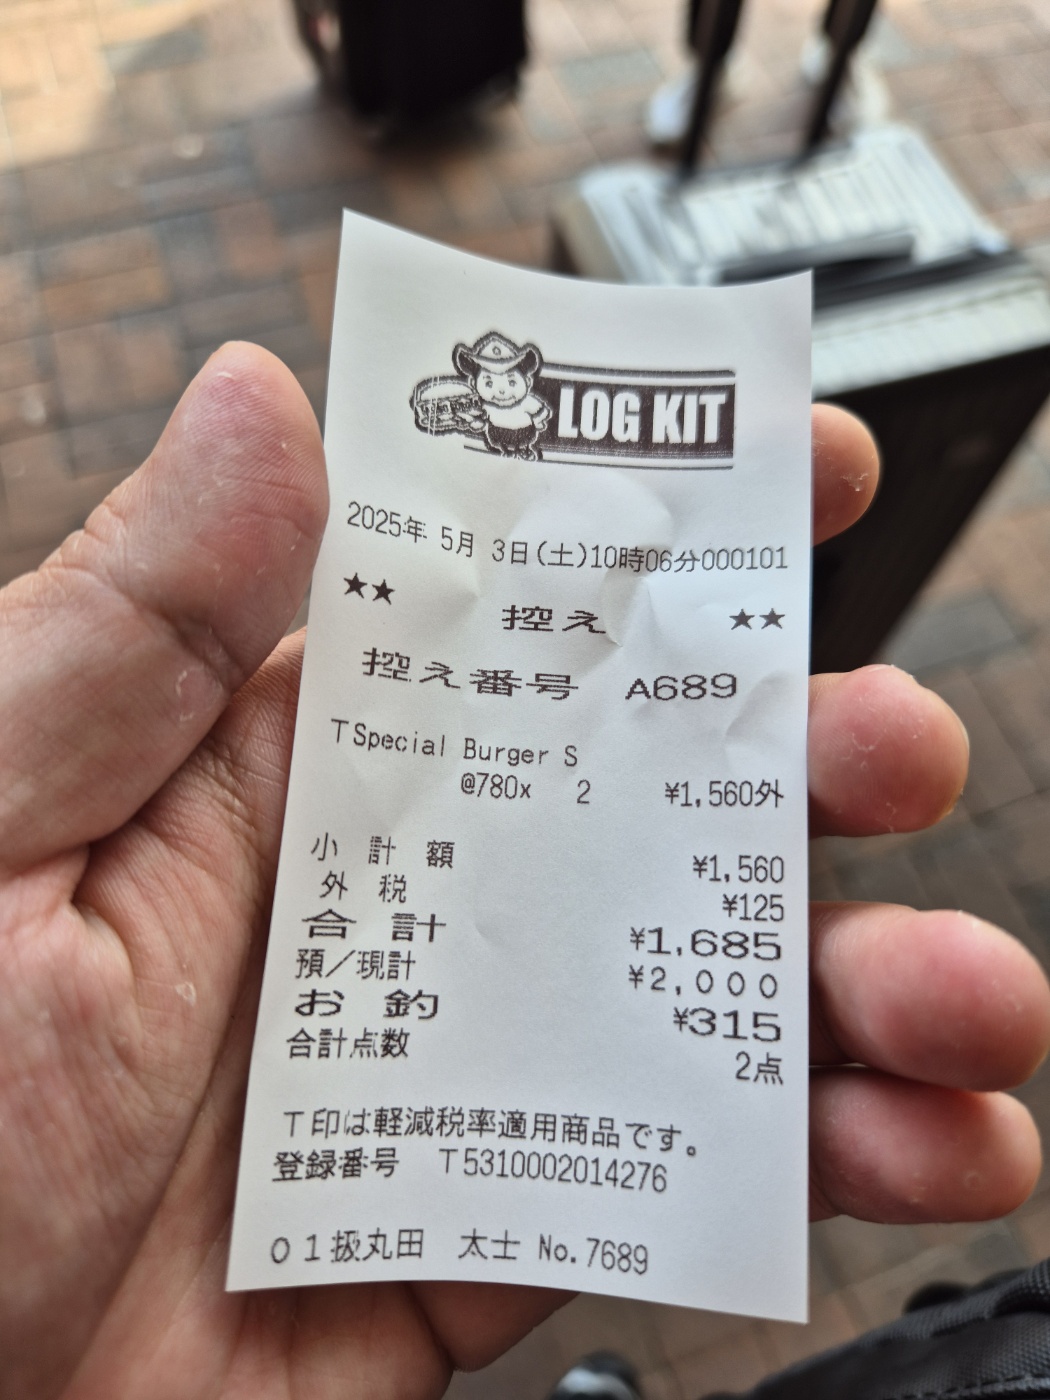 LOG KIT
2025年 5月 3日(土)10時06分000101
★★ 控え ★★
控え番号 A689
TSpecial Burger S
@780x 2 ¥1,560外
小計額 ¥1,560
外税 ¥125
合計 ¥1,685
預／現計 ¥2,000
お釣 ¥315
合計点数 2点
T印は軽減税率適用商品です。
登録番号 T5310002014276
01扱丸田 太士 No.7689